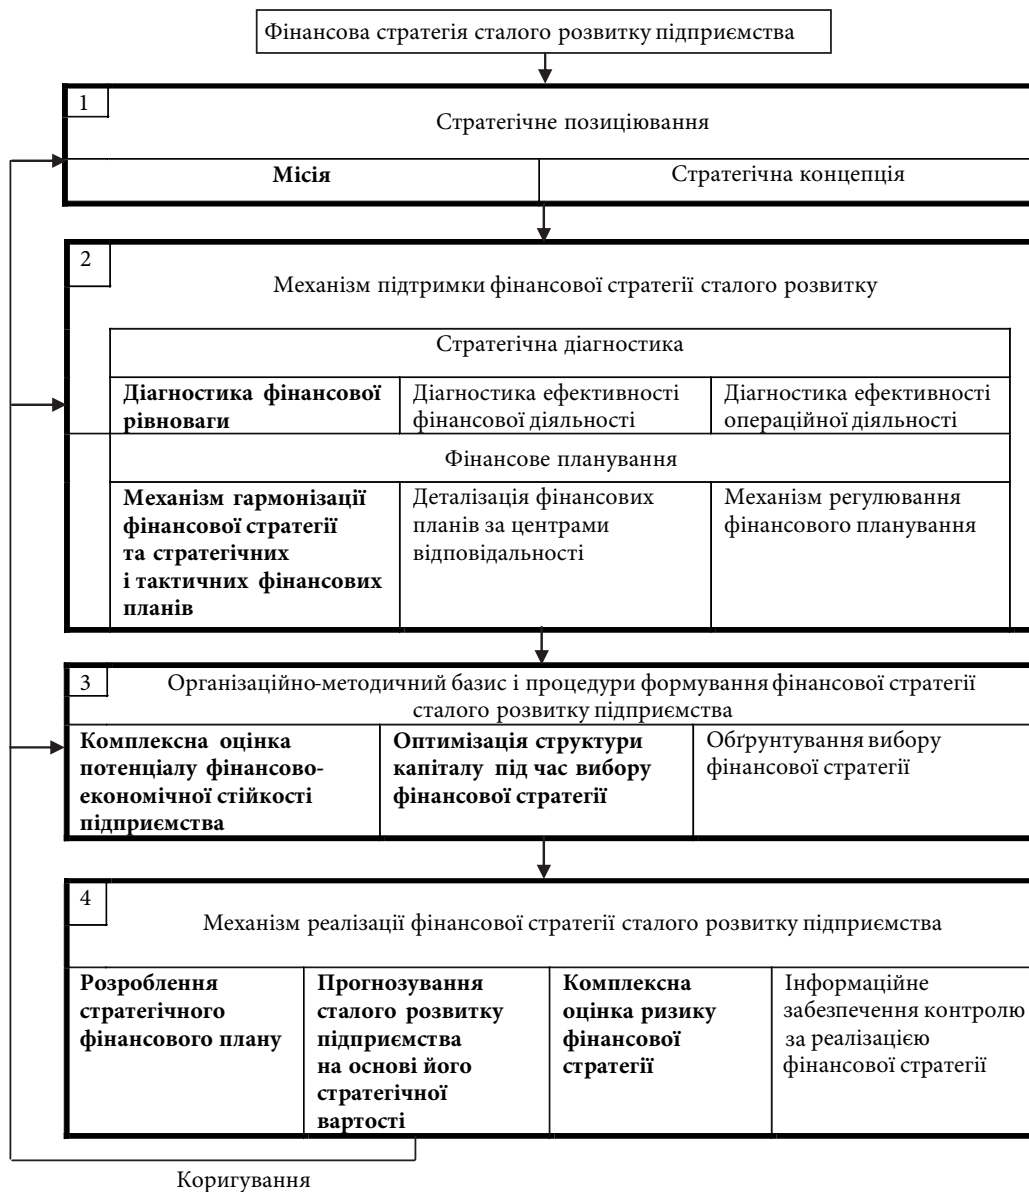 Фінансова стратегія сталого розвитку підприємства
1
Стратегічне позиціювання
Місія
Стратегічна концепція
2
Механізм підтримки фінансової стратегії сталого розвитку
Стратегічна діагностика
Діагностика фінансової
рівноваги
Діагностика ефективності
фінансової діяльності
Діагностика ефективності
операційної діяльності
Фінансове планування
Механізм гармонізації
фінансової стратегії
та стратегічних
і тактичних фінансових
планів
Деталізація фінансових
планів за центрами
відповідальності
Механізм регулювання
фінансового планування
3
Організаційно-методичний базис і процедури формування фінансової стратегії
сталого розвитку підприємства
Комплексна оцінка
потенціалу фінансово-
економічної стійкості
підприємства
Оптимізація структури
капіталу під час вибору
фінансової стратегії
Обґрунтування вибору
фінансової стратегії
4
Механізм реалізації фінансової стратегії сталого розвитку підприємства
Розроблення
стратегічного
фінансового плану
Прогнозування
сталого розвитку
підприємства
на основі його
стратегічної
вартості
Комплексна
оцінка ризику
фінансової
стратегії
Інформаційне
забезпечення контролю
за реалізацією
фінансової стратегії
Коригування